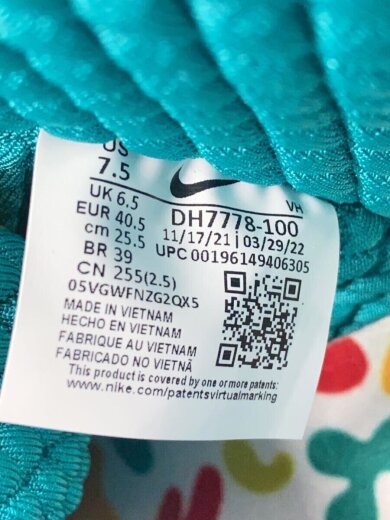 US
7.5
VH
UK 6.5
DH7778-100
EUR 40.5
11/17/21 | 03/29/22
cm 25.5
UPC 00196149406305
BR 39
CN 255(2.5)
05VGWFNZG2QX5
MADE IN VIETNAM
HECHO EN VIETNAM
FABRIQUE AU VIETNAM
FABRICADO NO VIETNÃ
This product is covered by one or more patents:
www.nike.com/patentsvirtualmarking